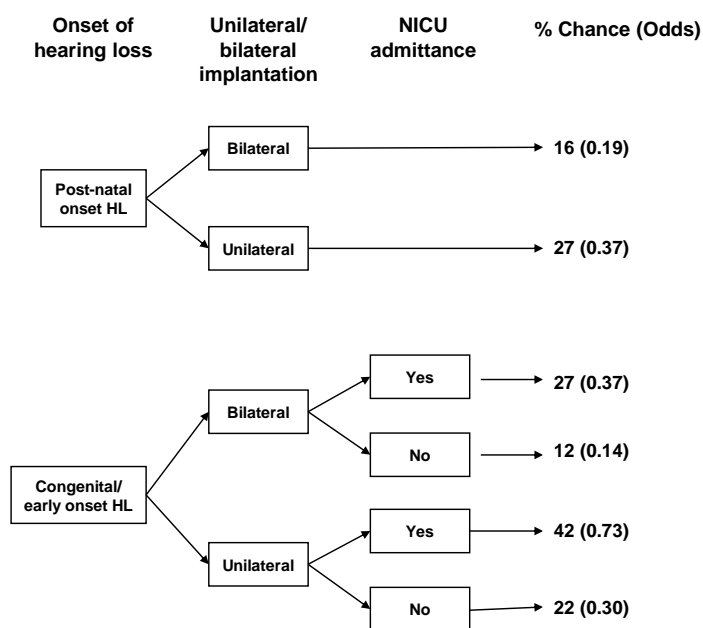 Onset of
hearing loss
Unilateral/
bilateral
implantation
NICU
admittance
% Chance (Odds)
Bilateral
16 (0.19)
Post-natal
onset HL
Unilateral
27 (0.37)
Yes
27 (0.37)
Bilateral
No
12 (0.14)
Congenital/
early onset HL
Yes
42 (0.73)
Unilateral
No
22 (0.30)